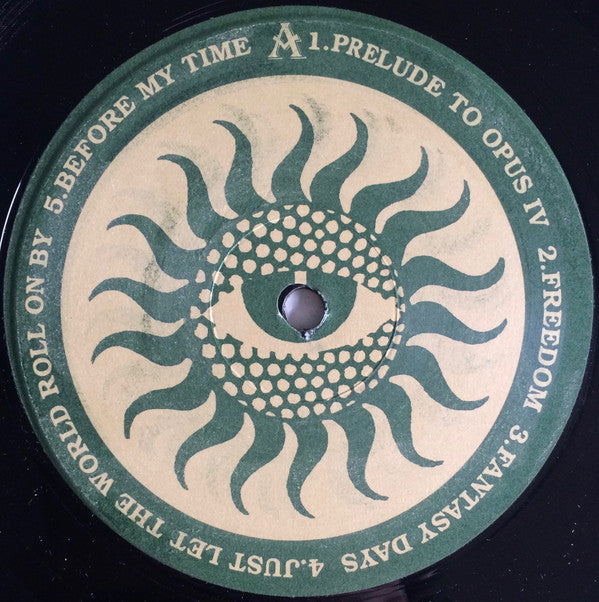 A 1.PRELUDE TO OPUS IV 2.FREEDOM 3.FANTASY DAYS 4.JUST LET THE WORLD ROLL ON BY 5.BEFORE MY TIME